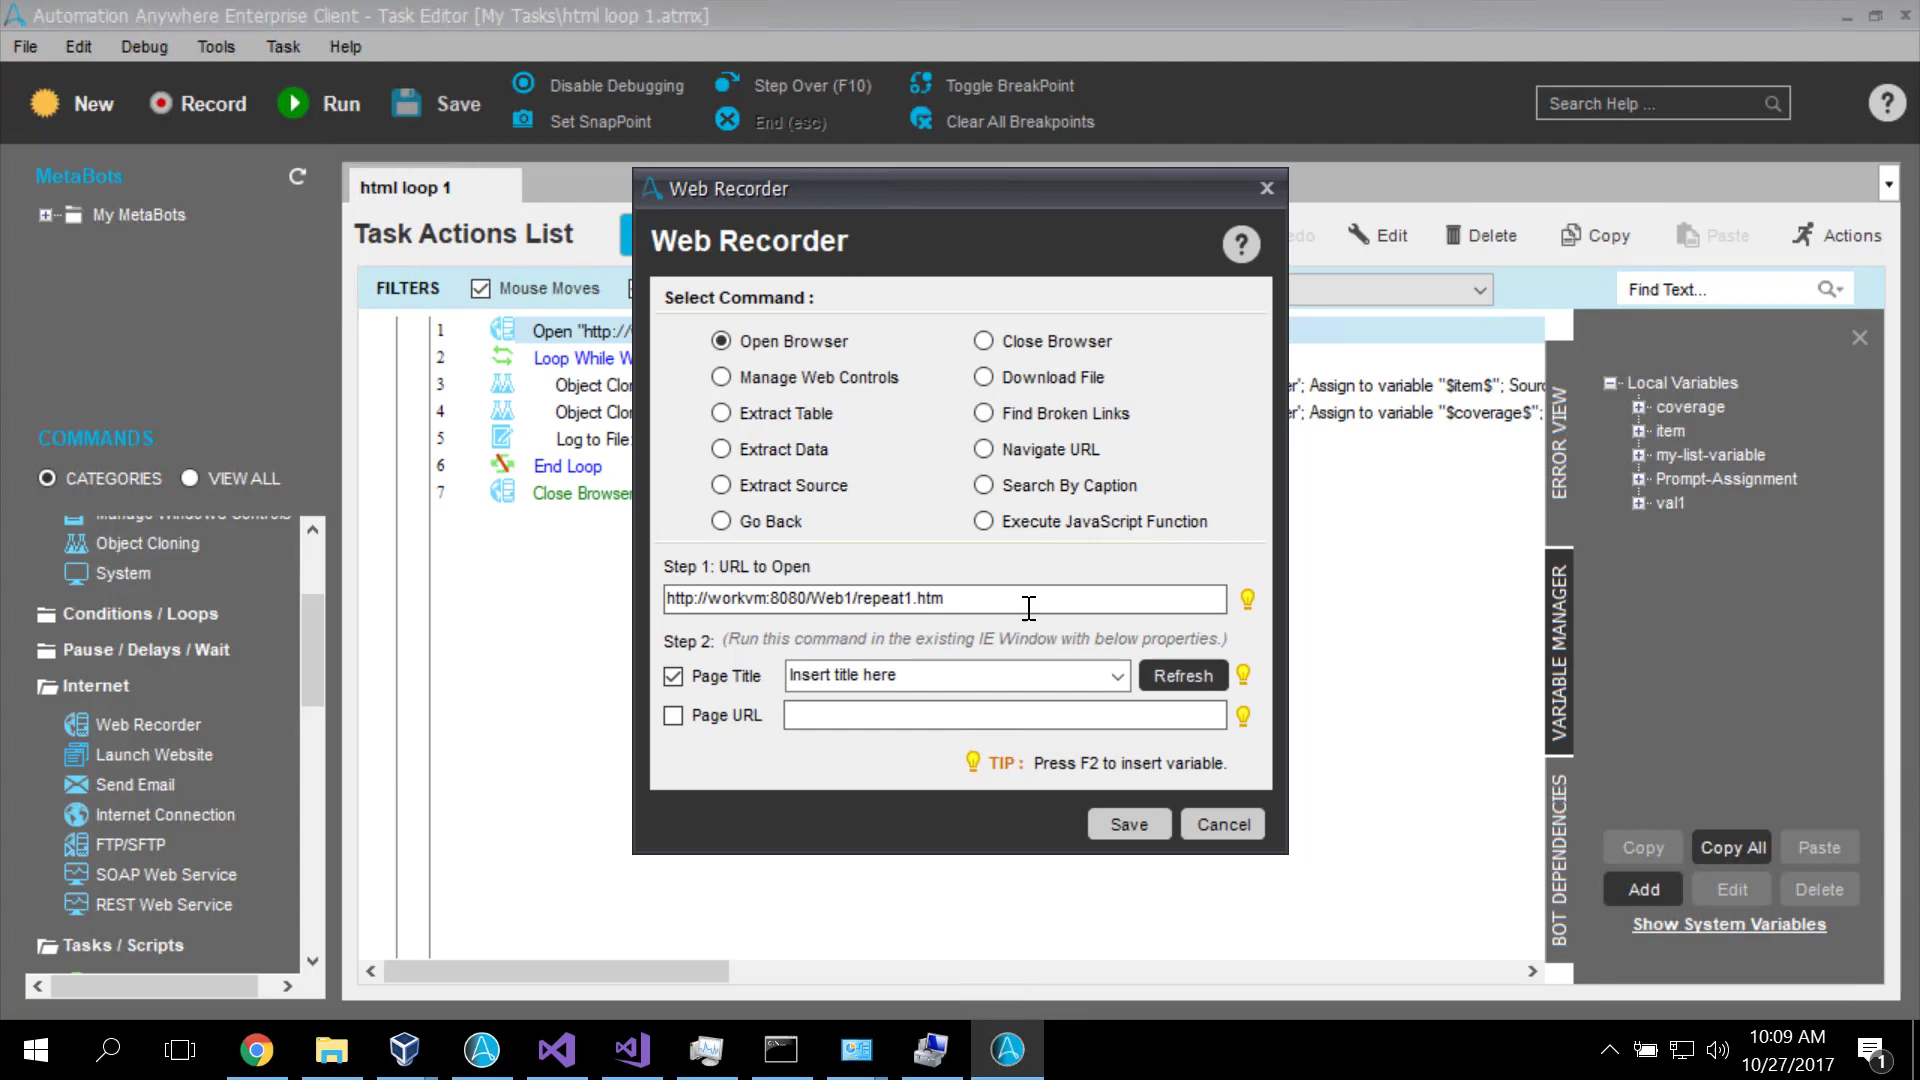 Automation Anywhere Enterprise Client - Task Editor [My Tasks\html loop 1.atmx]
File Edit Debug Tools Task Help
New Record Run Save
Disable Debugging Step Over (F10) Toggle BreakPoint
Set SnapPoint End (esc) Clear All Breakpoints
Search Help ...
MetaBots
My MetaBots
COMMANDS
CATEGORIES VIEW ALL
Manage Windows Controls
Object Cloning
System
Conditions / Loops
Pause / Delays / Wait
Internet
Web Recorder
Launch Website
Send Email
Internet Connection
FTP/SFTP
SOAP Web Service
REST Web Service
Tasks / Scripts
html loop 1
Task Actions List
Edit Delete Copy Paste Actions
FILTERS Mouse Moves
Find Text...
1 Open "http://
2 Loop While W
3 Object Clon
er'; Assign to variable "$item$"; Sour
4 Object Clon
er'; Assign to variable "$coverage$";
5 Log to File:
6 End Loop
7 Close Browser
Web Recorder
Web Recorder
Select Command :
Open Browser Close Browser
Manage Web Controls Download File
Extract Table Find Broken Links
Extract Data Navigate URL
Extract Source Search By Caption
Go Back Execute JavaScript Function
Step 1: URL to Open
http://workvm:8080/Web1/repeat1.htm
Step 2: (Run this command in the existing IE Window with below properties.)
Page Title Insert title here Refresh
Page URL
TIP : Press F2 to insert variable.
Save Cancel
ERROR VIEW
VARIABLE MANAGER
BOT DEPENDENCIES
Local Variables
coverage
item
my-list-variable
Prompt-Assignment
val1
Copy Copy All Paste
Add Edit Delete
Show System Variables
10:09 AM
10/27/2017
1